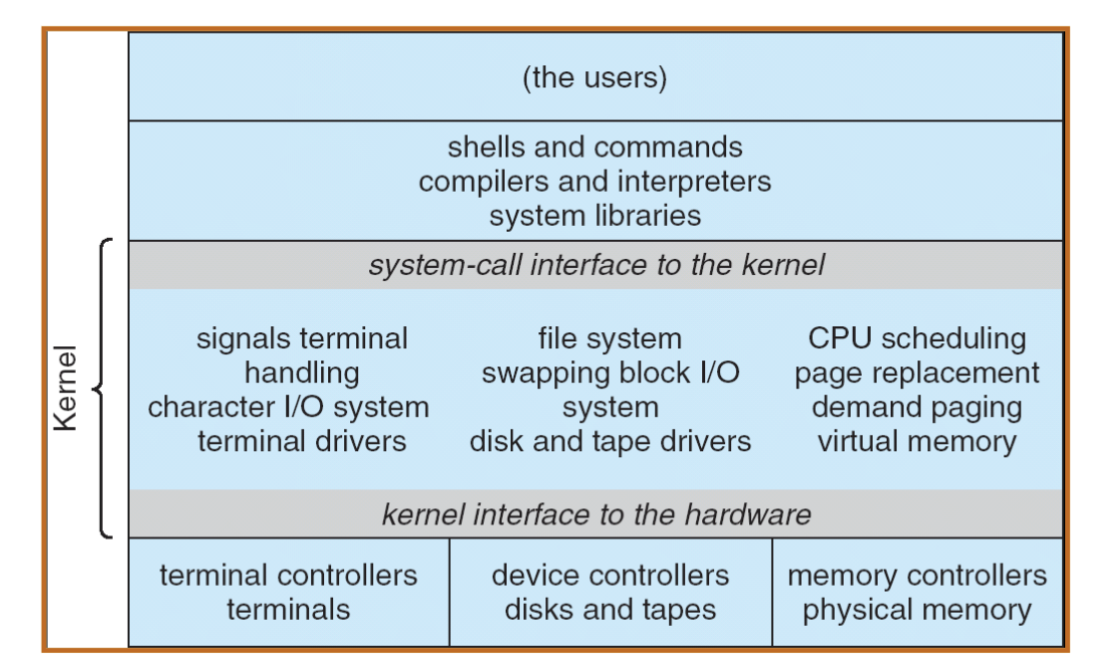 (the users)
shells and commands
compilers and interpreters
system libraries
system-call interface to the kernel
Kernel
signals terminal
handling
character I/O system
terminal drivers
file system
swapping block I/O
system
disk and tape drivers
CPU scheduling
page replacement
demand paging
virtual memory
kernel interface to the hardware
terminal controllers
terminals
device controllers
disks and tapes
memory controllers
physical memory